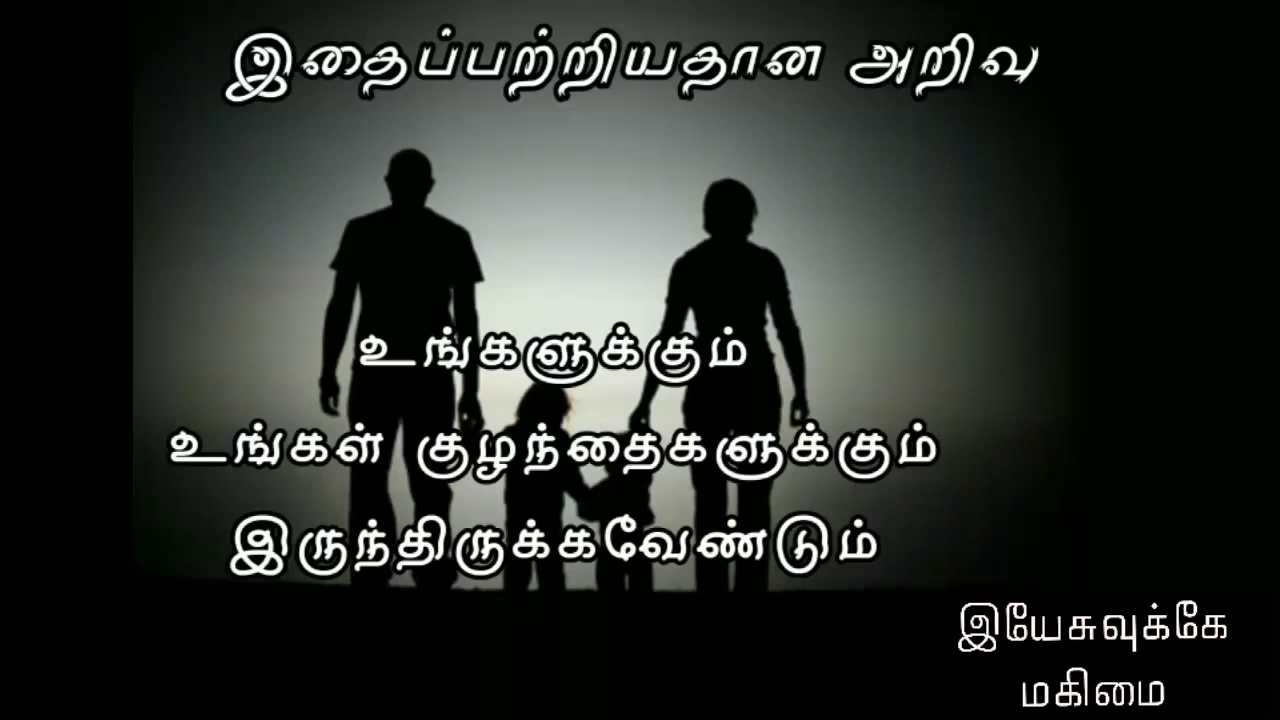 இதைப்பற்றியதான அறிவு
உங்களுக்கும்
உங்கள் குழந்தைகளுக்கும்
இருந்திருக்கவேண்டும்
இயேசுவுக்கே
மகிமை